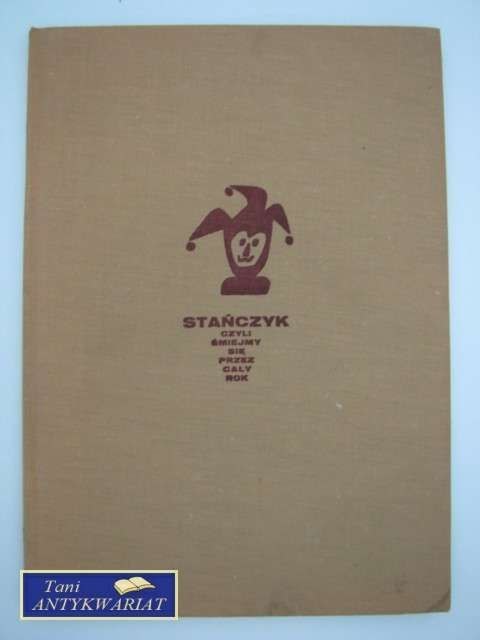 STAŃCZYK
CZYLI
ŚMIEJMY
SIĘ
PRZEZ
CAŁY
ROK
Tani
ANTYKWARIAT